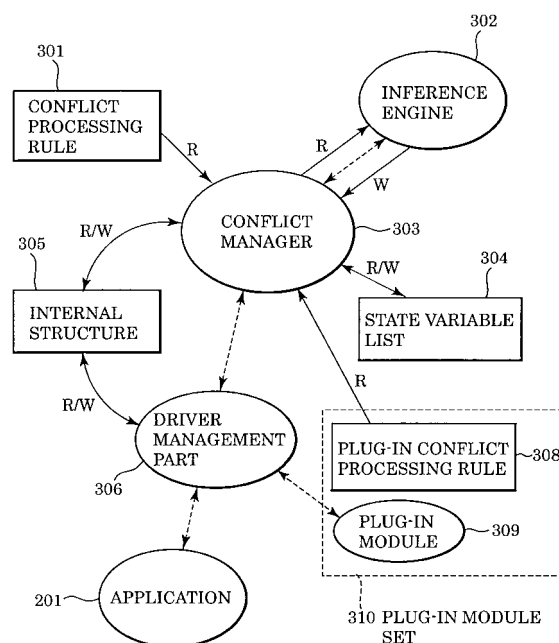 302
301
CONFLICT
PROCESSING
RULE
INFERENCE
ENGINE
R
R
W
CONFLICT
MANAGER
303
R/W
305
R/W
304
INTERNAL
STRUCTURE
STATE VARIABLE
LIST
R/W
R
DRIVER
MANAGEMENT
PART
306
PLUG-IN CONFLICT
PROCESSING RULE
308
PLUG-IN
MODULE
309
APPLICATION
201
310 PLUG-IN MODULE
SET